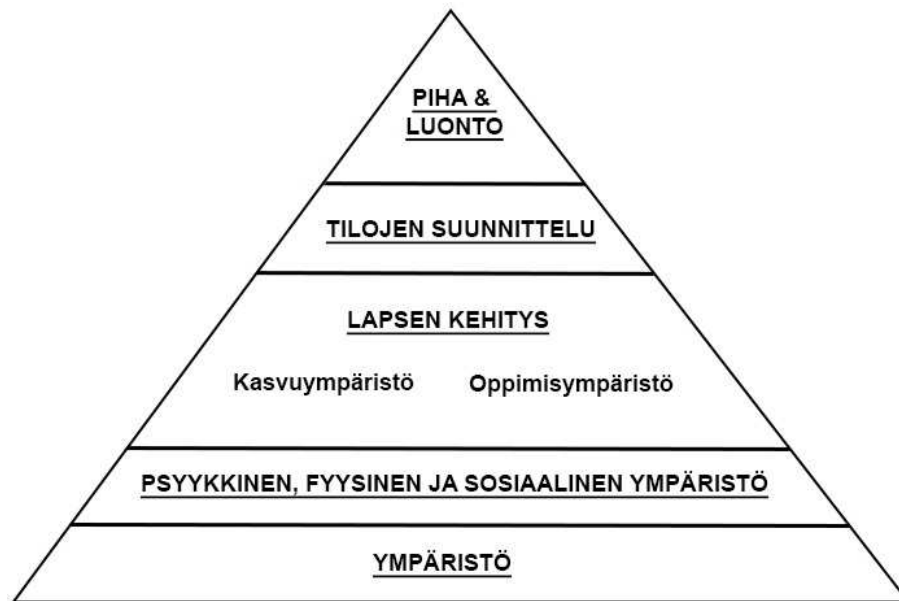 PIHA &
LUONTO
TILOJEN SUUNNITTELU
LAPSEN KEHITYS
Kasvuympäristö Oppimisympäristö
PSYYKKINEN, FYYSINEN JA SOSIAALINEN YMPÄRISTÖ
YMPÄRISTÖ